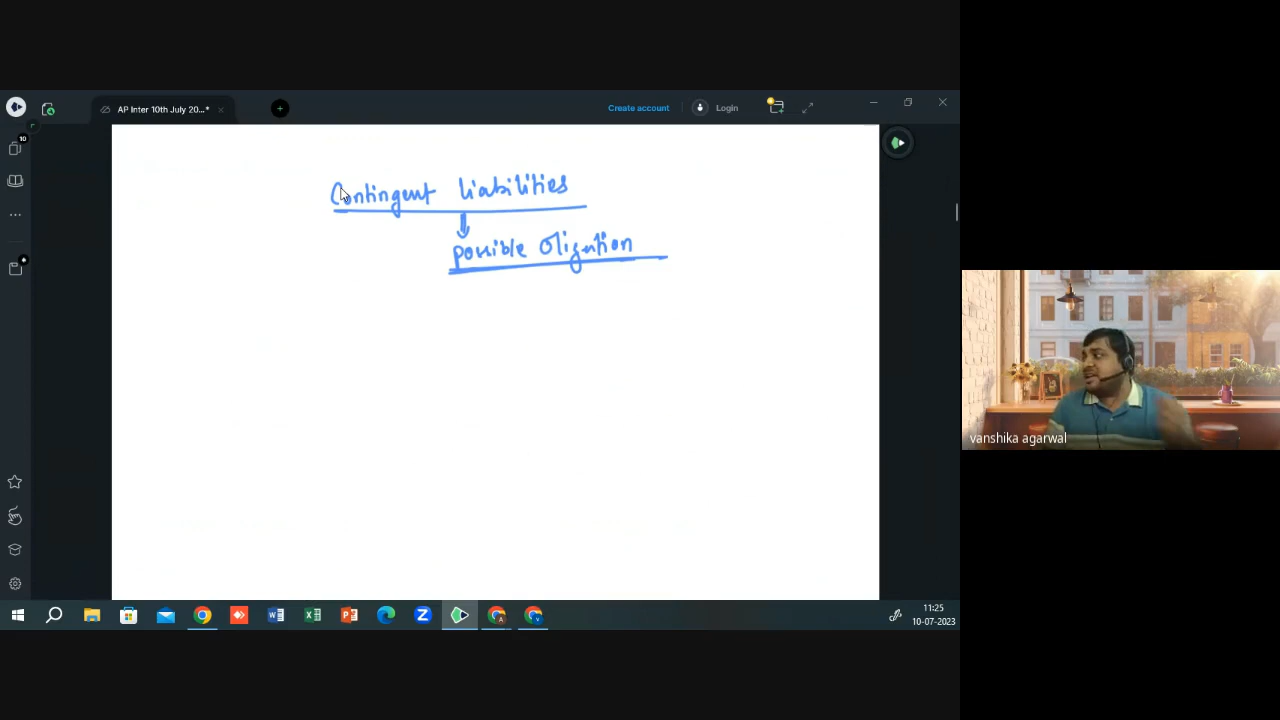 AP Inter 10th July 20...*
Create account
Login
10
Contingent liabilities
possible Oligation
vanshika agarwal
11:25
10-07-2023